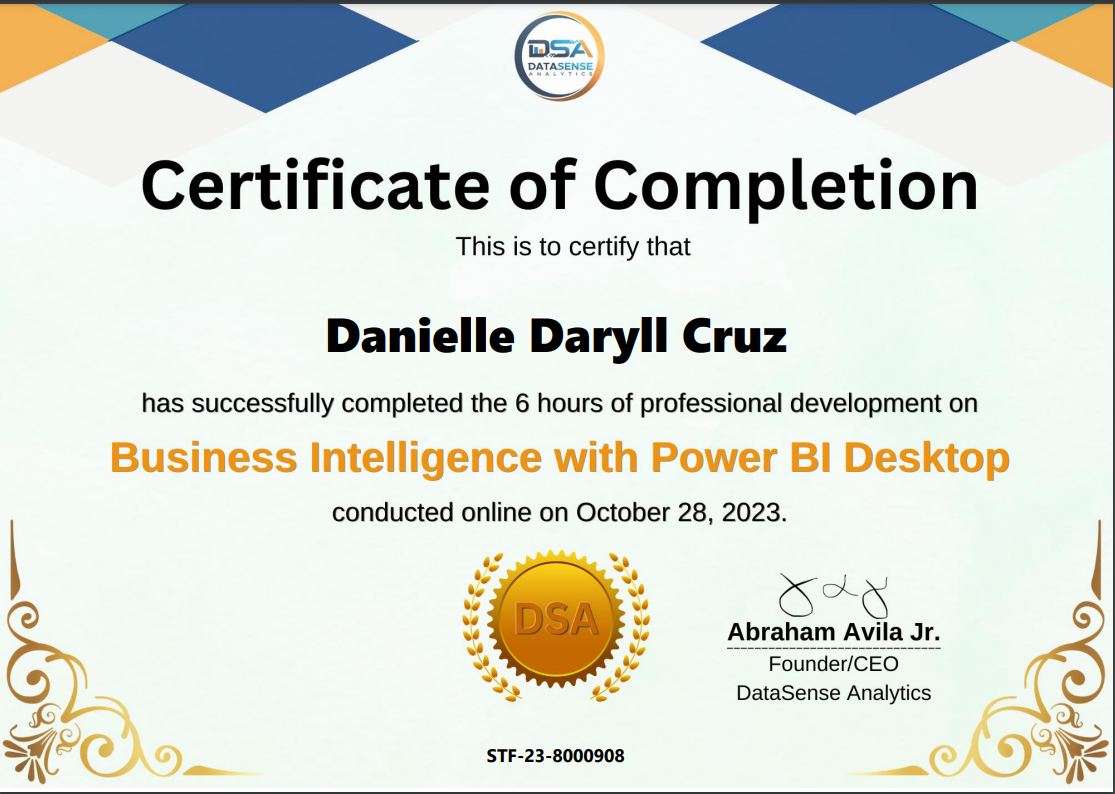 DSA
DATASENSE
ANALYTICS
Certificate of Completion
This is to certify that
Danielle Daryll Cruz
has successfully completed the 6 hours of professional development on
Business Intelligence with Power BI Desktop
conducted online on October 28, 2023.
DSA
Abraham Avila Jr.
Founder/CEO
DataSense Analytics
STF-23-8000908